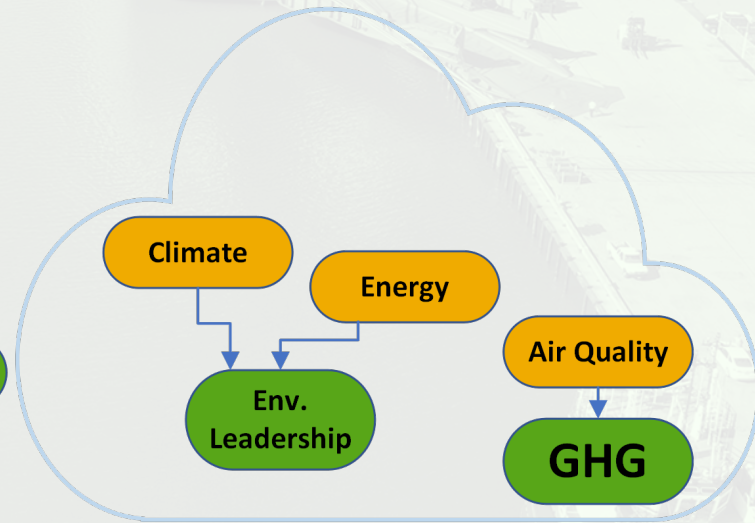 Climate
Energy
Air Quality
Env.
Leadership
GHG